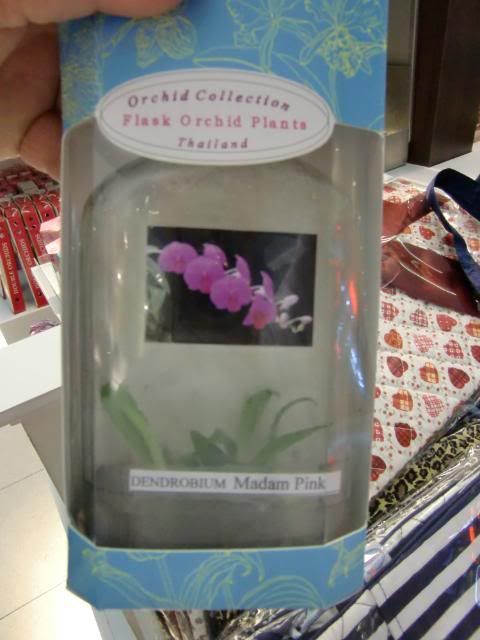 Orchid Collection
Flask Orchid Plants
Thailand
DENDROBIUM Madam Pink